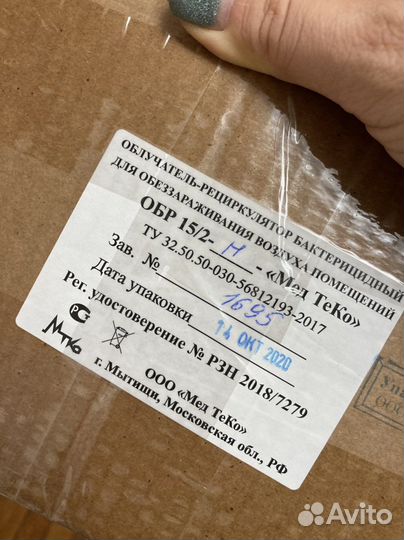 ОБЛУЧАТЕЛЬ-РЕЦИРКУЛЯТОР БАКТЕРИЦИДНЫЙ
ДЛЯ ОБЕЗЗАРАЖИВАНИЯ ВОЗДУХА ПОМЕЩЕНИЙ
ОБР 15/2- Н - «Мед ТеКо»
ТУ 32.50.50-030-56812193-2017
Зав. № 1695
Дата упаковки 14 ОКТ 2020
Рег. удостоверение № РЗН 2018/7279
МТКо
ООО «Мед ТеКо»
г. Мытищи, Московская обл., РФ
ООС
Avito